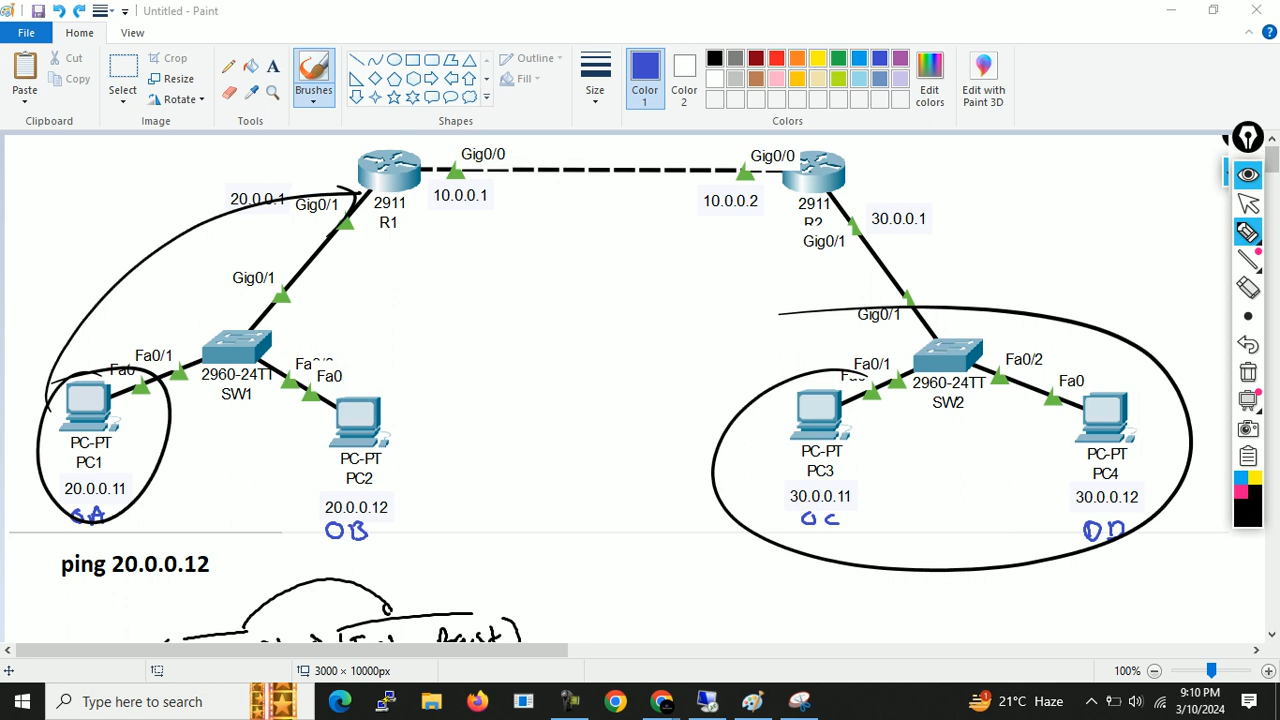 Untitled - Paint
File Home View
Paste
Cut
Copy
Clipboard
Select
Crop
Resize
Rotate
Image
Tools
Brushes
Outline
Fill
Shapes
Size
Color 1
Color 2
Edit colors
Colors
Edit with Paint 3D
Gig0/0
Gig0/0
20.0.0.1
Gig0/1
2911
R1
10.0.0.1
10.0.0.2
2911
R2
30.0.0.1
Gig0/1
Gig0/1
Gig0/1
Fa0/1
Fa0
2960-24TT
SW1
Fa0
Fa0/1
2960-24TT
SW2
Fa0/2
Fa0
PC-PT
PC1
20.0.0.11
0A
PC-PT
PC2
20.0.0.12
0B
PC-PT
PC3
30.0.0.11
0C
PC-PT
PC4
30.0.0.12
0D
ping 20.0.0.12
3000 × 10000px
100%
Type here to search
21°C Haze
9:10 PM
3/10/2024